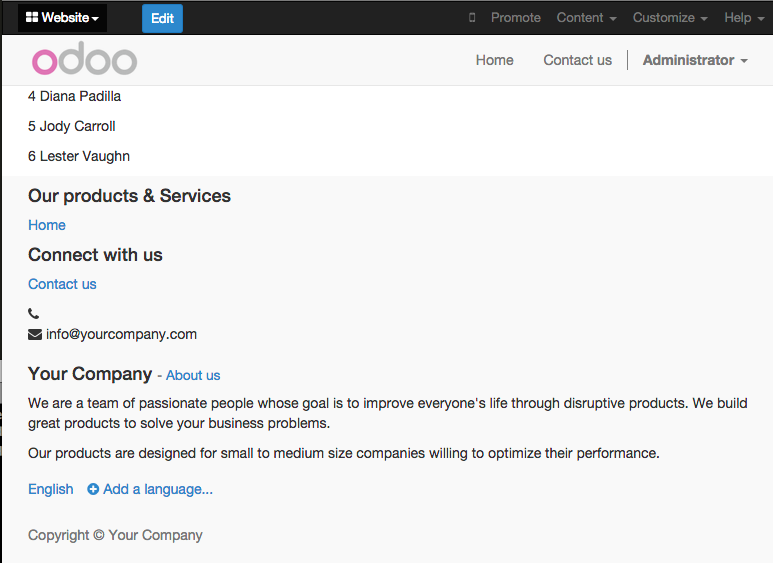 Website Edit Promote Content Customize Help
odoo Home Contact us Administrator
4 Diana Padilla
5 Jody Carroll
6 Lester Vaughn
Our products & Services
Home
Connect with us
Contact us
info@yourcompany.com
Your Company - About us
We are a team of passionate people whose goal is to improve everyone's life through disruptive products. We build
great products to solve your business problems.
Our products are designed for small to medium size companies willing to optimize their performance.
English Add a language...
Copyright © Your Company